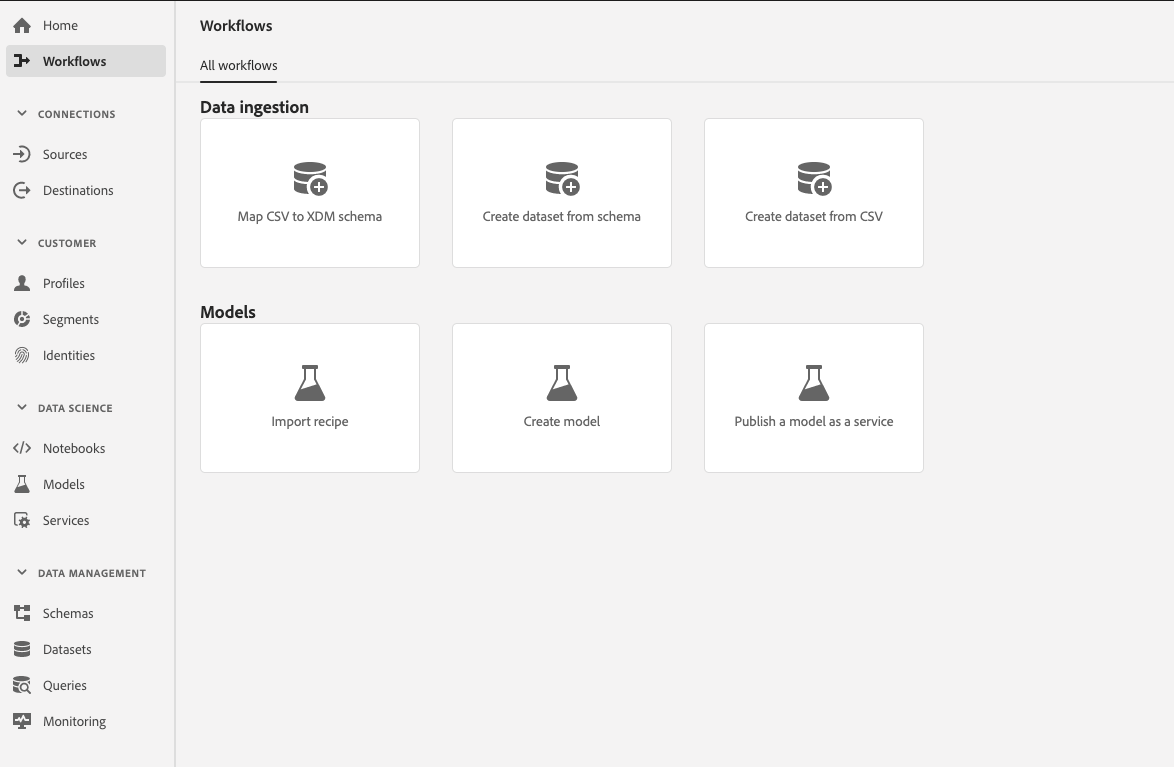 Home
Workflows
CONNECTIONS
Sources
Destinations
CUSTOMER
Profiles
Segments
Identities
DATA SCIENCE
Notebooks
Models
Services
DATA MANAGEMENT
Schemas
Datasets
Queries
Monitoring
Workflows
All workflows
Data ingestion
Map CSV to XDM schema
Create dataset from schema
Create dataset from CSV
Models
Import recipe
Create model
Publish a model as a service